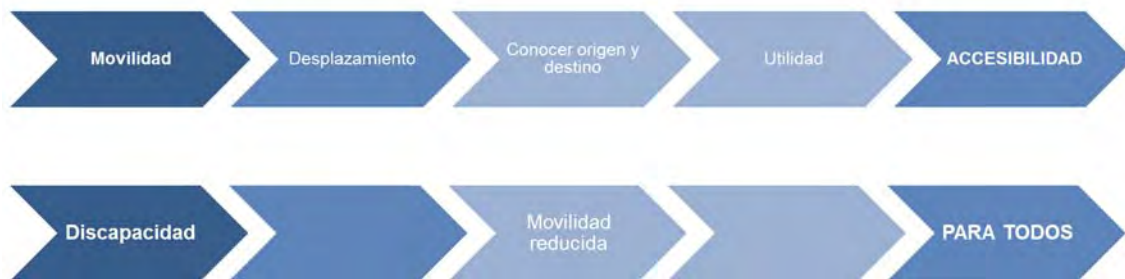 Movilidad
Desplazamiento
Conocer origen y
destino
Utilidad
ACCESIBILIDAD
Discapacidad
Movilidad
reducida
PARA TODOS